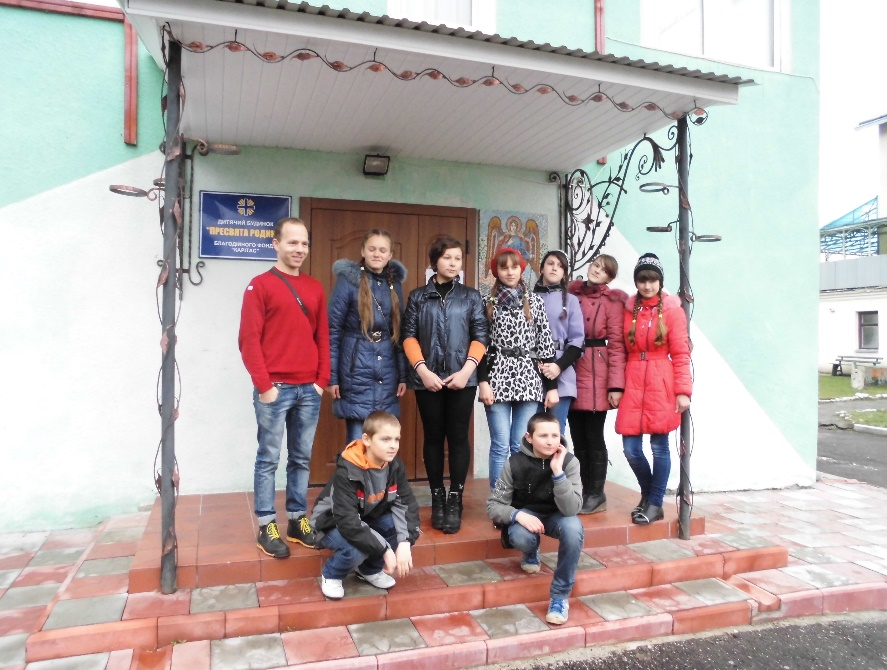 ДИТЯЧИЙ БУДИНОК
"ПРЕСВЯТА РОДИНА"
БЛАГОДІЙНОГО ФОНДУ
"КАРІТАС"